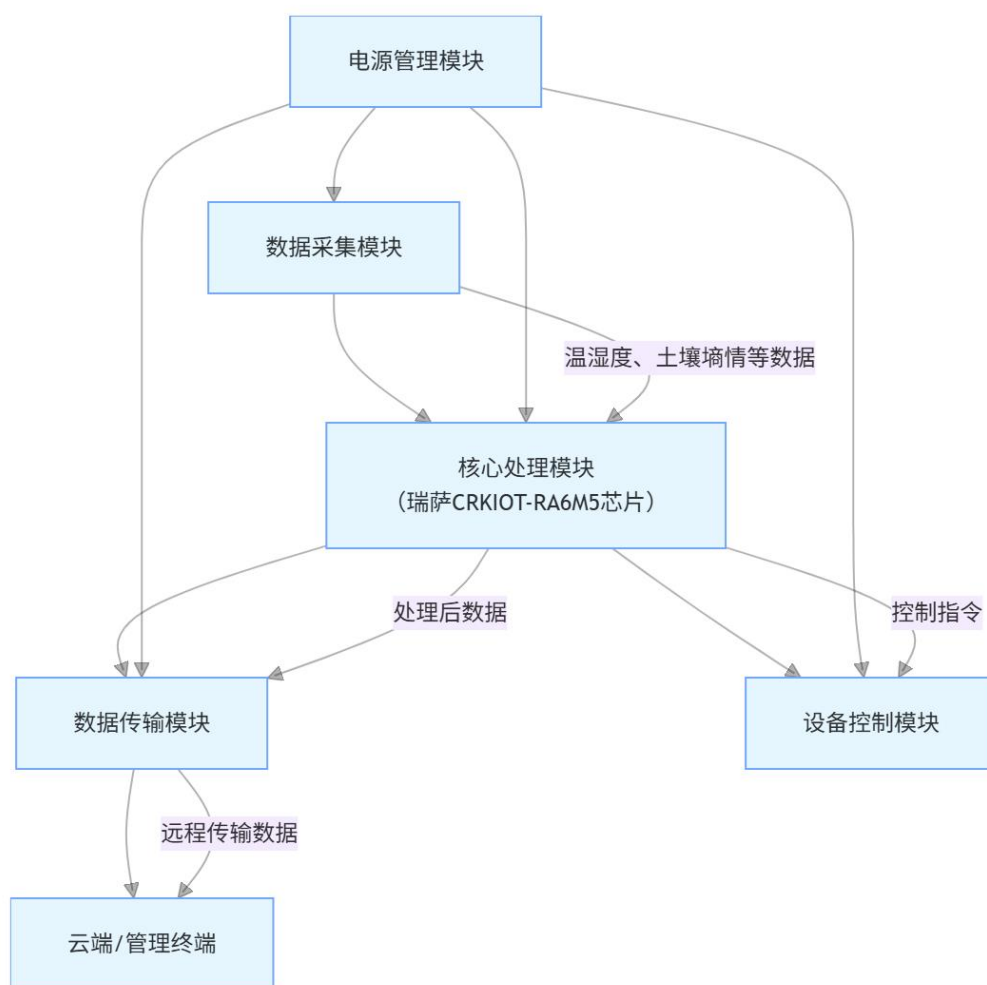 电源管理模块
数据采集模块
温湿度、土壤墒情等数据
核心处理模块
（瑞萨CRKIOT-RA6M5芯片）
处理后数据
控制指令
数据传输模块
设备控制模块
远程传输数据
云端/管理终端